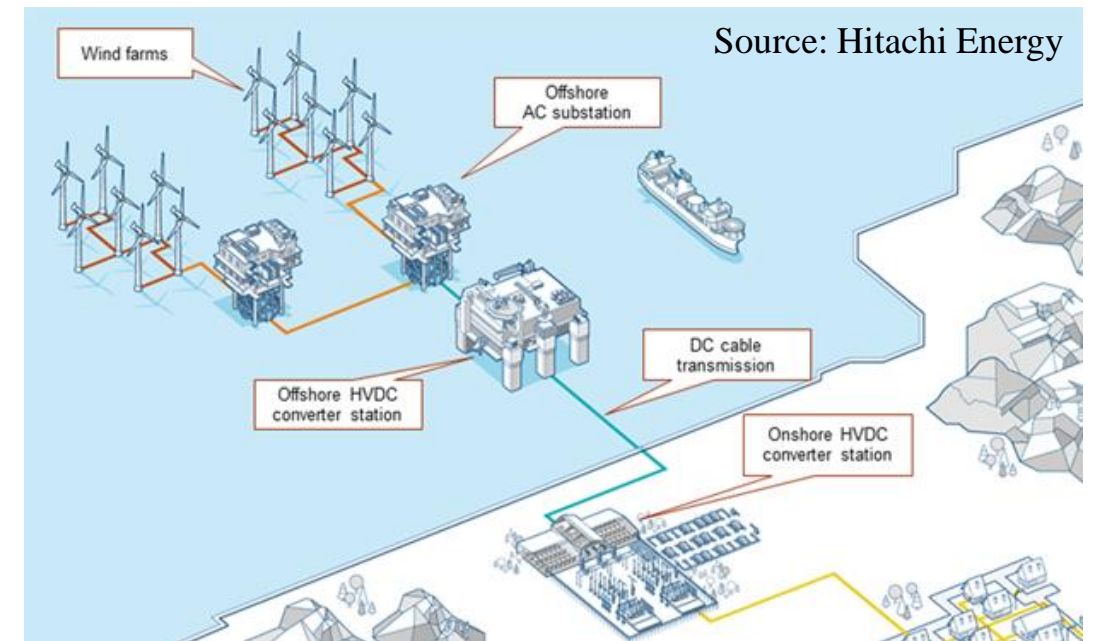 Source: Hitachi Energy
Wind farms
Offshore
AC substation
DC cable
transmission
Offshore HVDC
converter station
Onshore HVDC
converter station